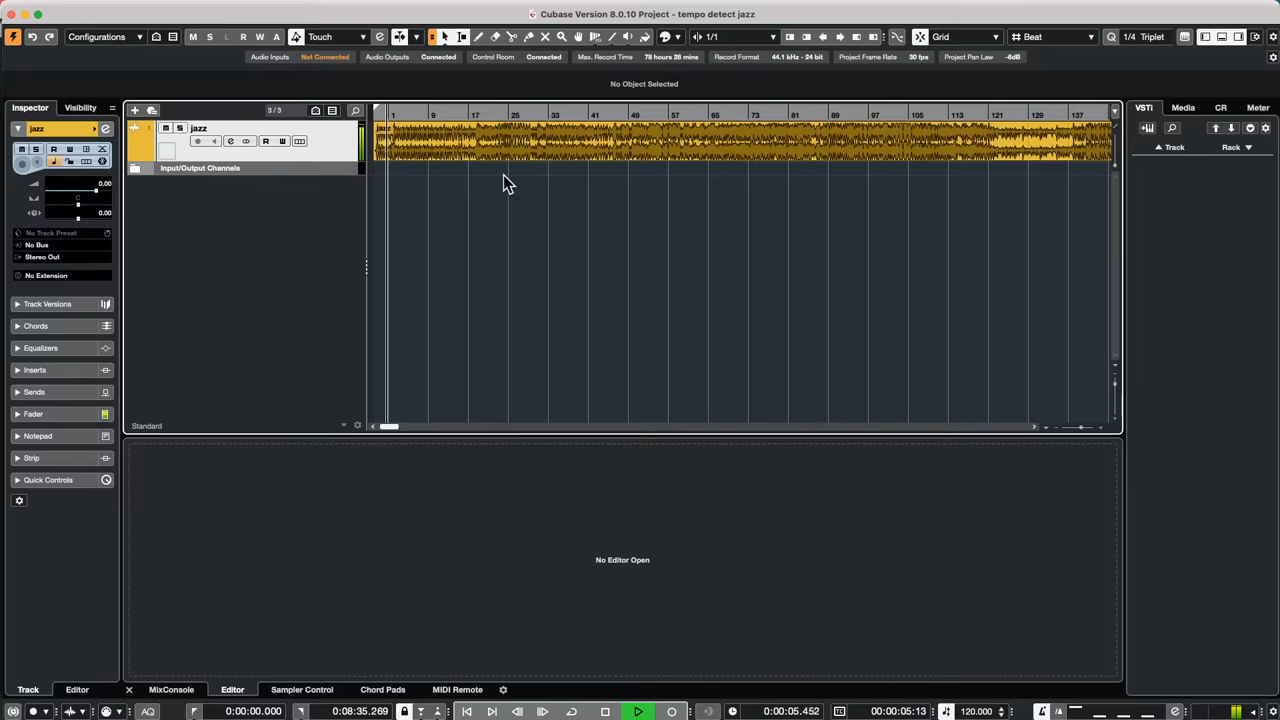 Cubase Version 8.0.10 Project - tempo detect jazz
Configurations M S L R W A Touch 1/1 Grid Beat Q 1/4 Triplet
Audio Inputs Not Connected Audio Outputs Connected Control Room Connected Max. Record Time 78 hours 28 mins Record Format 44.1 kHz - 24 bit Project Frame Rate 30 fps Project Pan Law -6dB
No Object Selected
Inspector Visibility 3/3 1 9 17 25 33 41 49 57 65 73 81 89 97 105 113 121 129 137 VSTi Media CR Meter
jazz 1 M S jazz jazz
e R W
Track Rack
M S R W
Input/Output Channels
0.00
C
0.00
No Track Preset
No Bus
Stereo Out
No Extension
Track Versions
Chords
Equalizers
Inserts
Sends
Fader
Standard
Notepad
Strip
Quick Controls
No Editor Open
Track Editor MixConsole Editor Sampler Control Chord Pads MIDI Remote
AQ 0:00:00.000 0:08:35.269 0:00:05.452 00:00:05:13 120.000